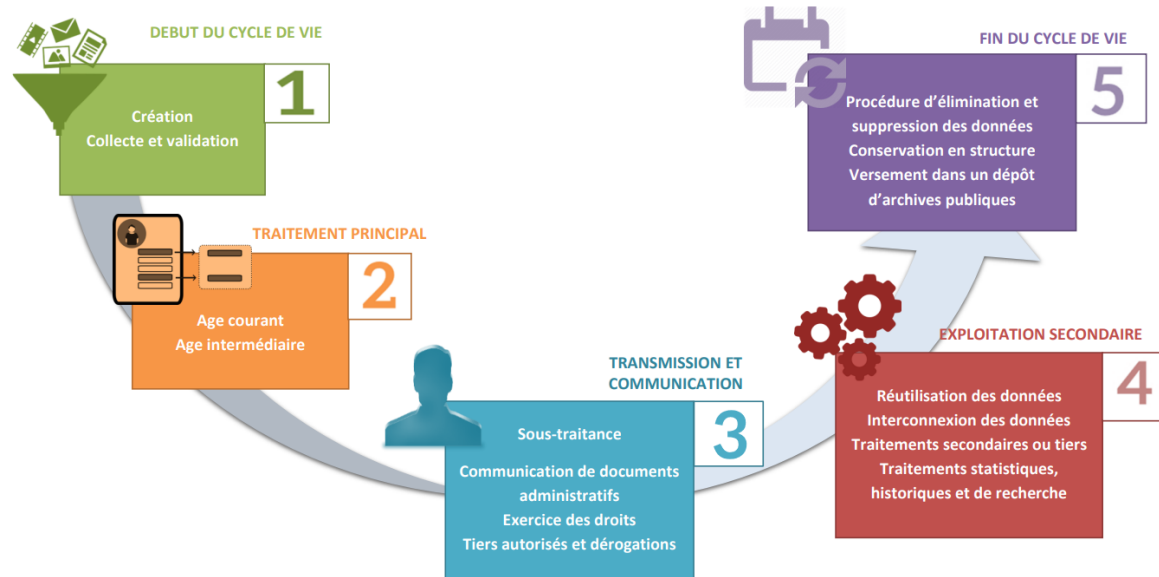 DEBUT DU CYCLE DE VIE
1
Création
Collecte et validation
TRAITEMENT PRINCIPAL
2
Age courant
Age intermédiaire
TRANSMISSION ET
COMMUNICATION
3
Sous-traitance
Communication de documents
administratifs
Exercice des droits
Tiers autorisés et dérogations
EXPLOITATION SECONDAIRE
4
Réutilisation des données
Interconnexion des données
Traitements secondaires ou tiers
Traitements statistiques,
historiques et de recherche
FIN DU CYCLE DE VIE
5
Procédure d’élimination et
suppression des données
Conservation en structure
Versement dans un dépôt
d’archives publiques